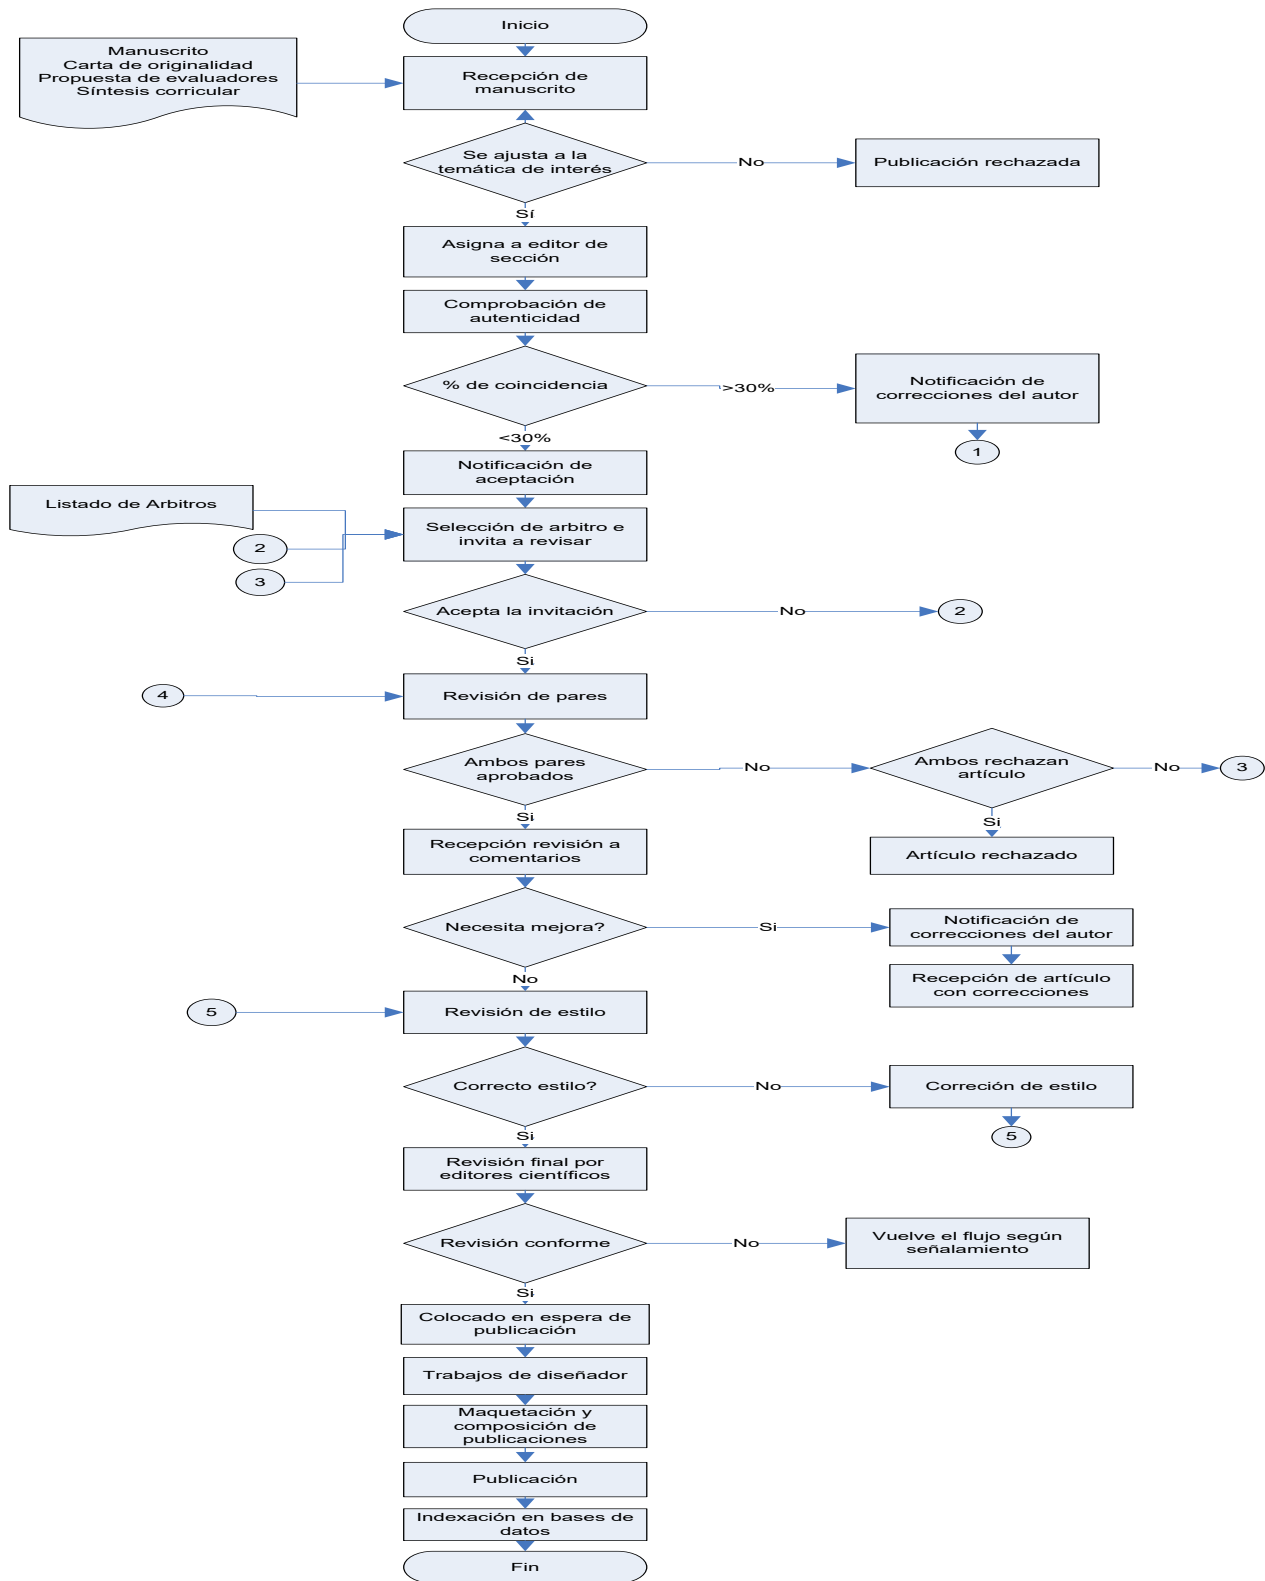 Inicio
Manuscrito
Carta de originalidad
Propuesta de evaluadores
Síntesis corricular
Recepción de
manuscrito
Se ajusta a la
temática de interés
No
Publicación rechazada
Sí
Asigna a editor de
sección
Comprobación de
autenticidad
% de coincidencia
>30%
Notificación de
correcciones del autor
1
<30%
Notificación de
aceptación
Listado de Arbitros
Selección de arbitro e
invita a revisar
2
3
Acepta la invitación
No
2
Si
4
Revisión de pares
Ambos pares
aprobados
No
Ambos rechazan
artículo
No
3
Si
Si
Recepción revisión a
comentarios
Artículo rechazado
Necesita mejora?
Si
Notificación de
correcciones del autor
No
Recepción de artículo
con correcciones
5
Revisión de estilo
Correcto estilo?
No
Correción de estilo
5
Si
Revisión final por
editores científicos
Revisión conforme
No
Vuelve el flujo según
señalamiento
Si
Colocado en espera de
publicación
Trabajos de diseñador
Maquetación y
composición de
publicaciones
Publicación
Indexación en bases de
datos
Fin